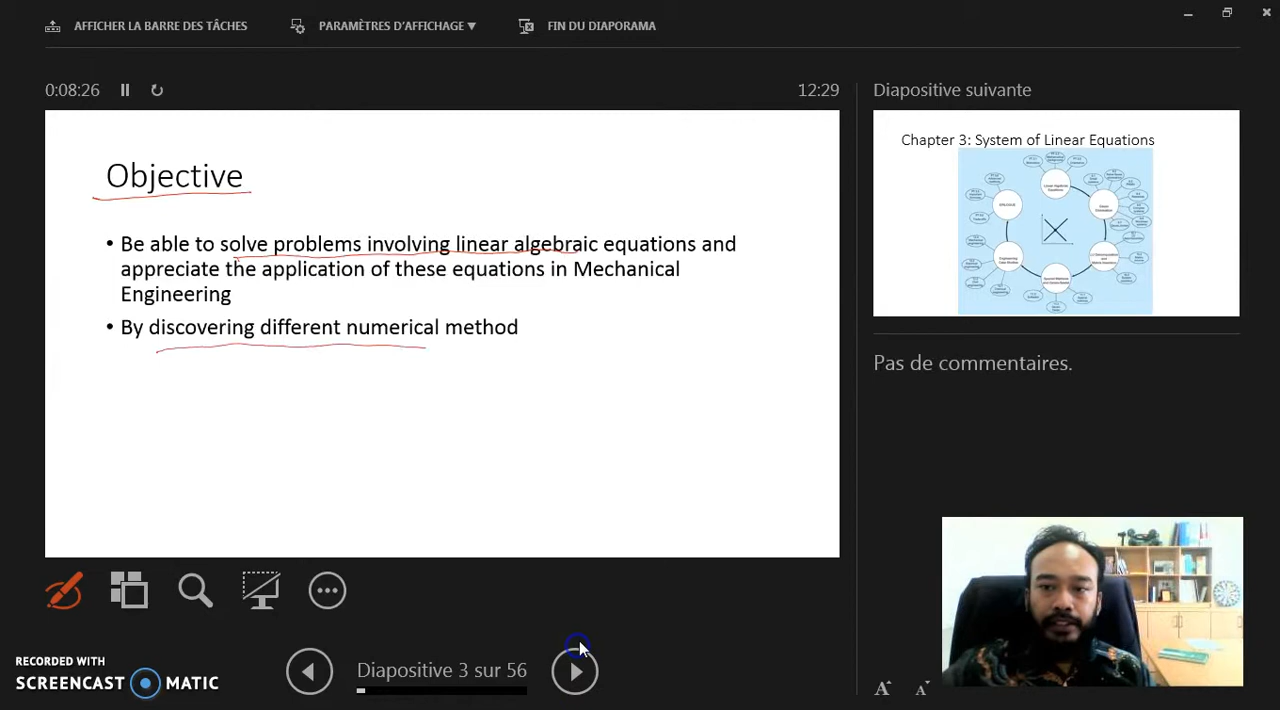 AFFICHER LA BARRE DES TÂCHES
PARAMÈTRES D'AFFICHAGE ▼
FIN DU DIAPORAMA
0:08:26
12:29
Objective
• Be able to solve problems involving linear algebraic equations and
appreciate the application of these equations in Mechanical
Engineering
• By discovering different numerical method
Diapositive suivante
Chapter 3: System of Linear Equations
Pas de commentaires.
RECORDED WITH
SCREENCAST MATIC
Diapositive 3 sur 56
A A